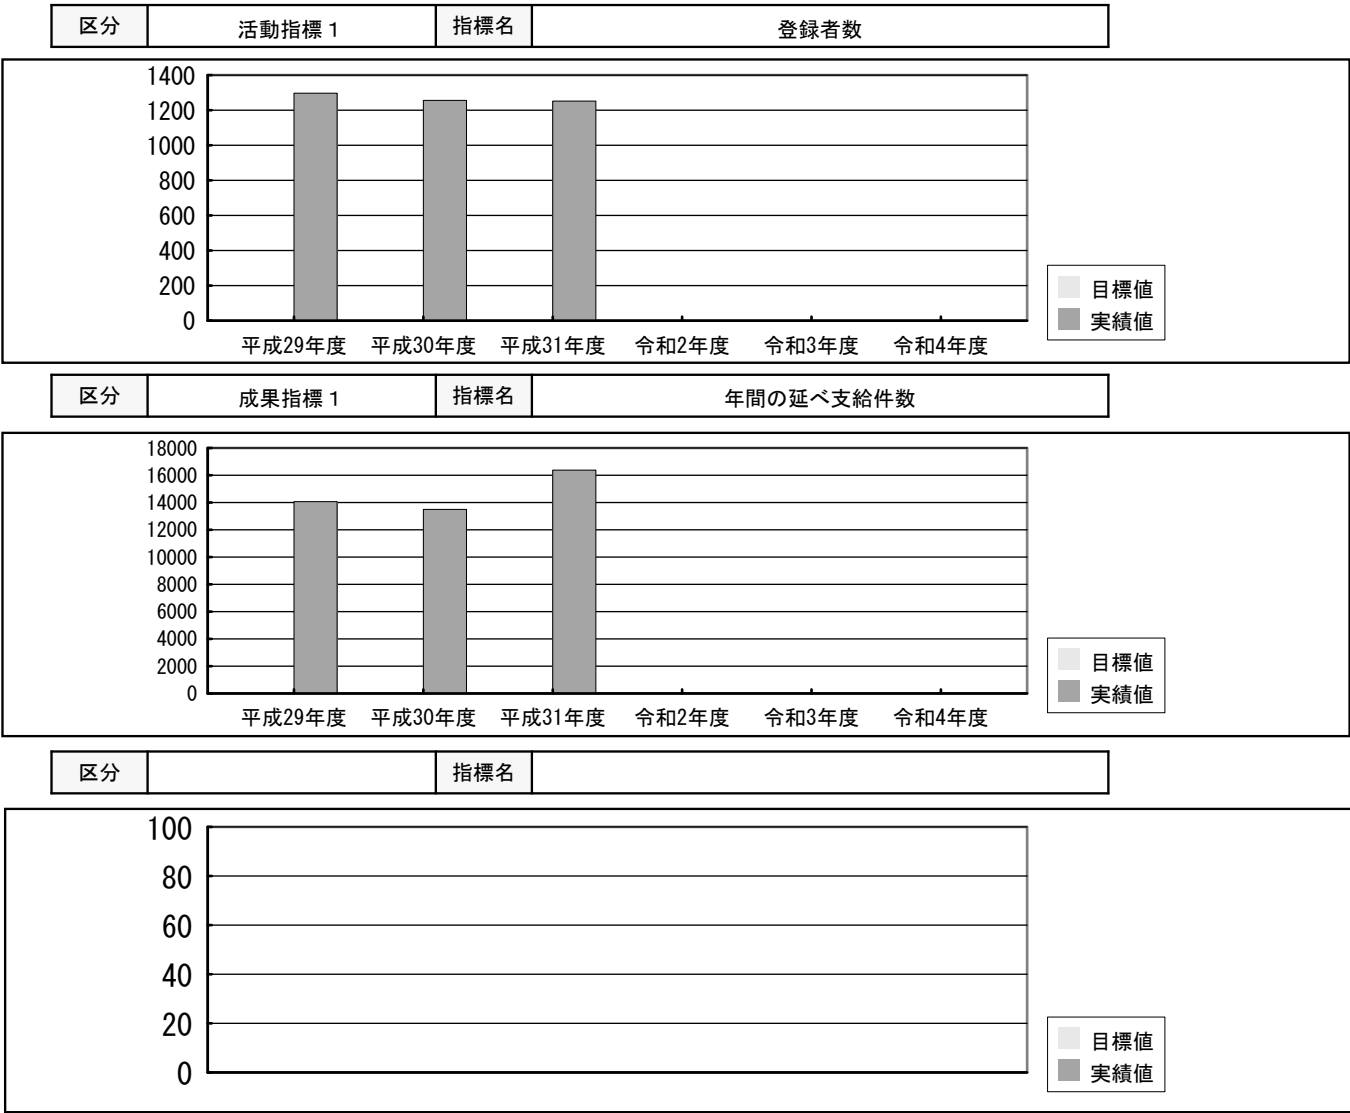 区分 活動指標１ 指標名 登録者数
1400
1200
1000
800
600
400
200
0
平成29年度 平成30年度 平成31年度 令和2年度 令和3年度 令和4年度
目標値
実績値
区分 成果指標１ 指標名 年間の延べ支給件数
18000
16000
14000
12000
10000
8000
6000
4000
2000
0
平成29年度 平成30年度 平成31年度 令和2年度 令和3年度 令和4年度
目標値
実績値
区分 指標名
100
80
60
40
20
0
目標値
実績値